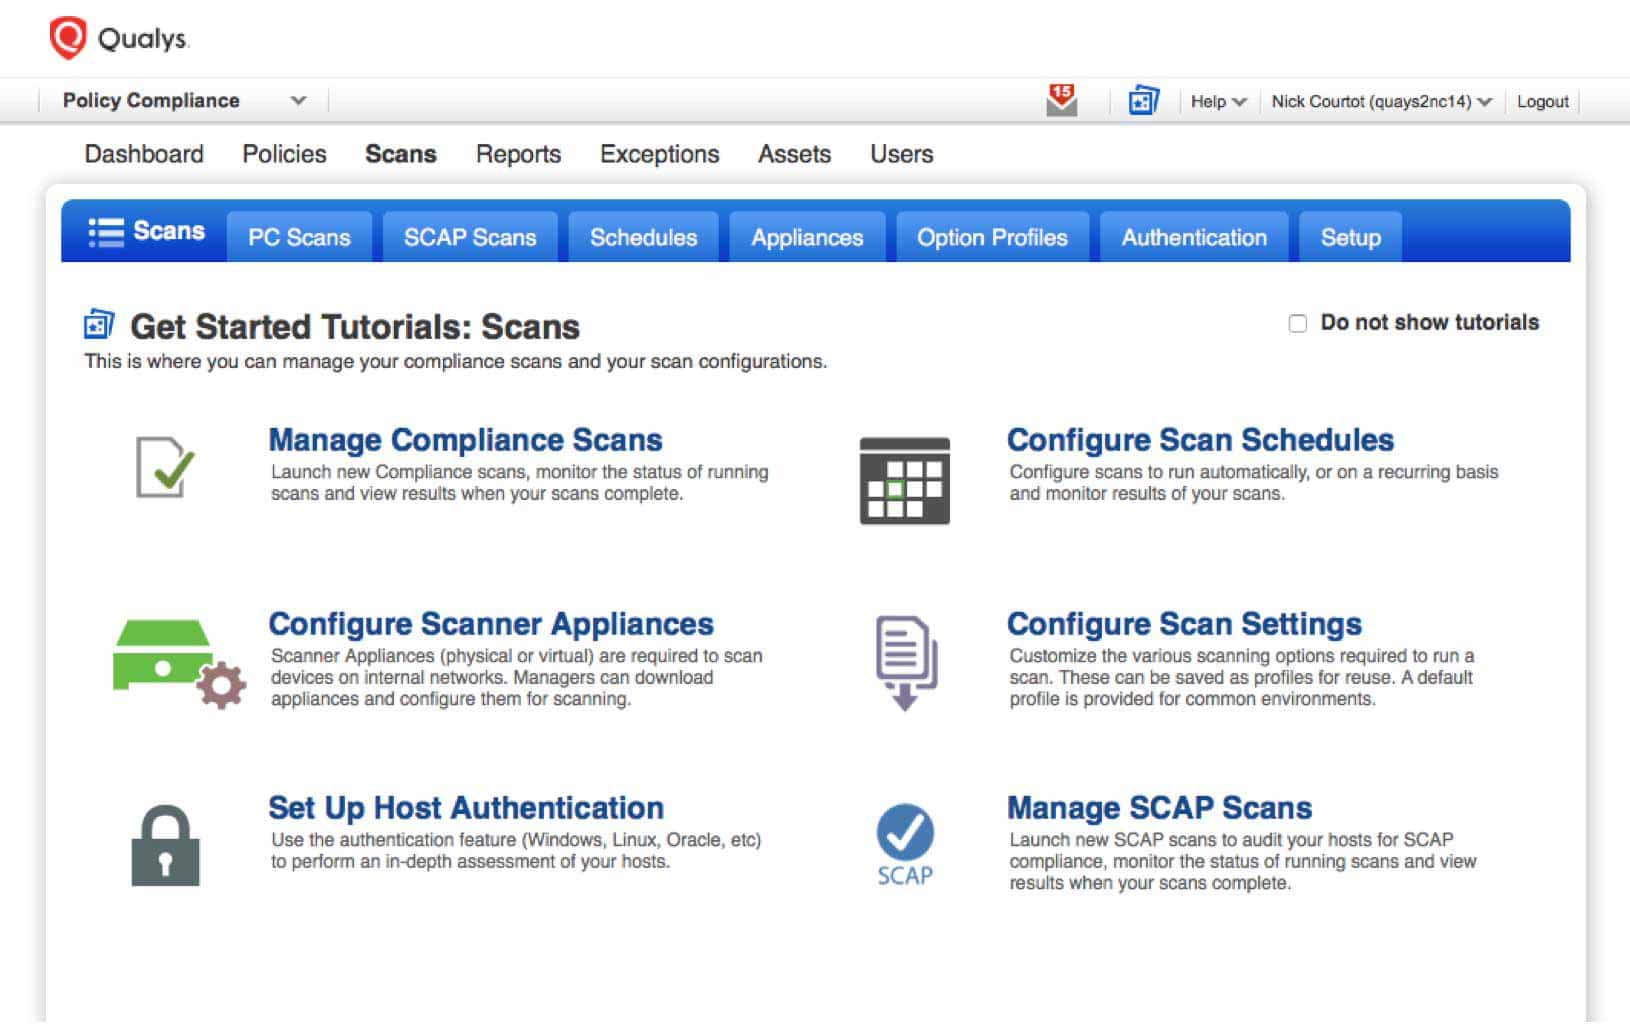 Qualys.
Policy Compliance
15
Help
Nick Courtot (quays2nc14)
Logout
Dashboard Policies Scans Reports Exceptions Assets Users
Scans PC Scans SCAP Scans Schedules Appliances Option Profiles Authentication Setup
Get Started Tutorials: Scans
Do not show tutorials
This is where you can manage your compliance scans and your scan configurations.
Manage Compliance Scans
Launch new Compliance scans, monitor the status of running
scans and view results when your scans complete.
Configure Scan Schedules
Configure scans to run automatically, or on a recurring basis
and monitor results of your scans.
Configure Scanner Appliances
Scanner Appliances (physical or virtual) are required to scan
devices on internal networks. Managers can download
appliances and configure them for scanning.
Configure Scan Settings
Customize the various scanning options required to run a
scan. These can be saved as profiles for reuse. A default
profile is provided for common environments.
Set Up Host Authentication
Use the authentication feature (Windows, Linux, Oracle, etc)
to perform an in-depth assessment of your hosts.
SCAP
Manage SCAP Scans
Launch new SCAP scans to audit your hosts for SCAP
compliance, monitor the status of running scans and view
results when your scans complete.